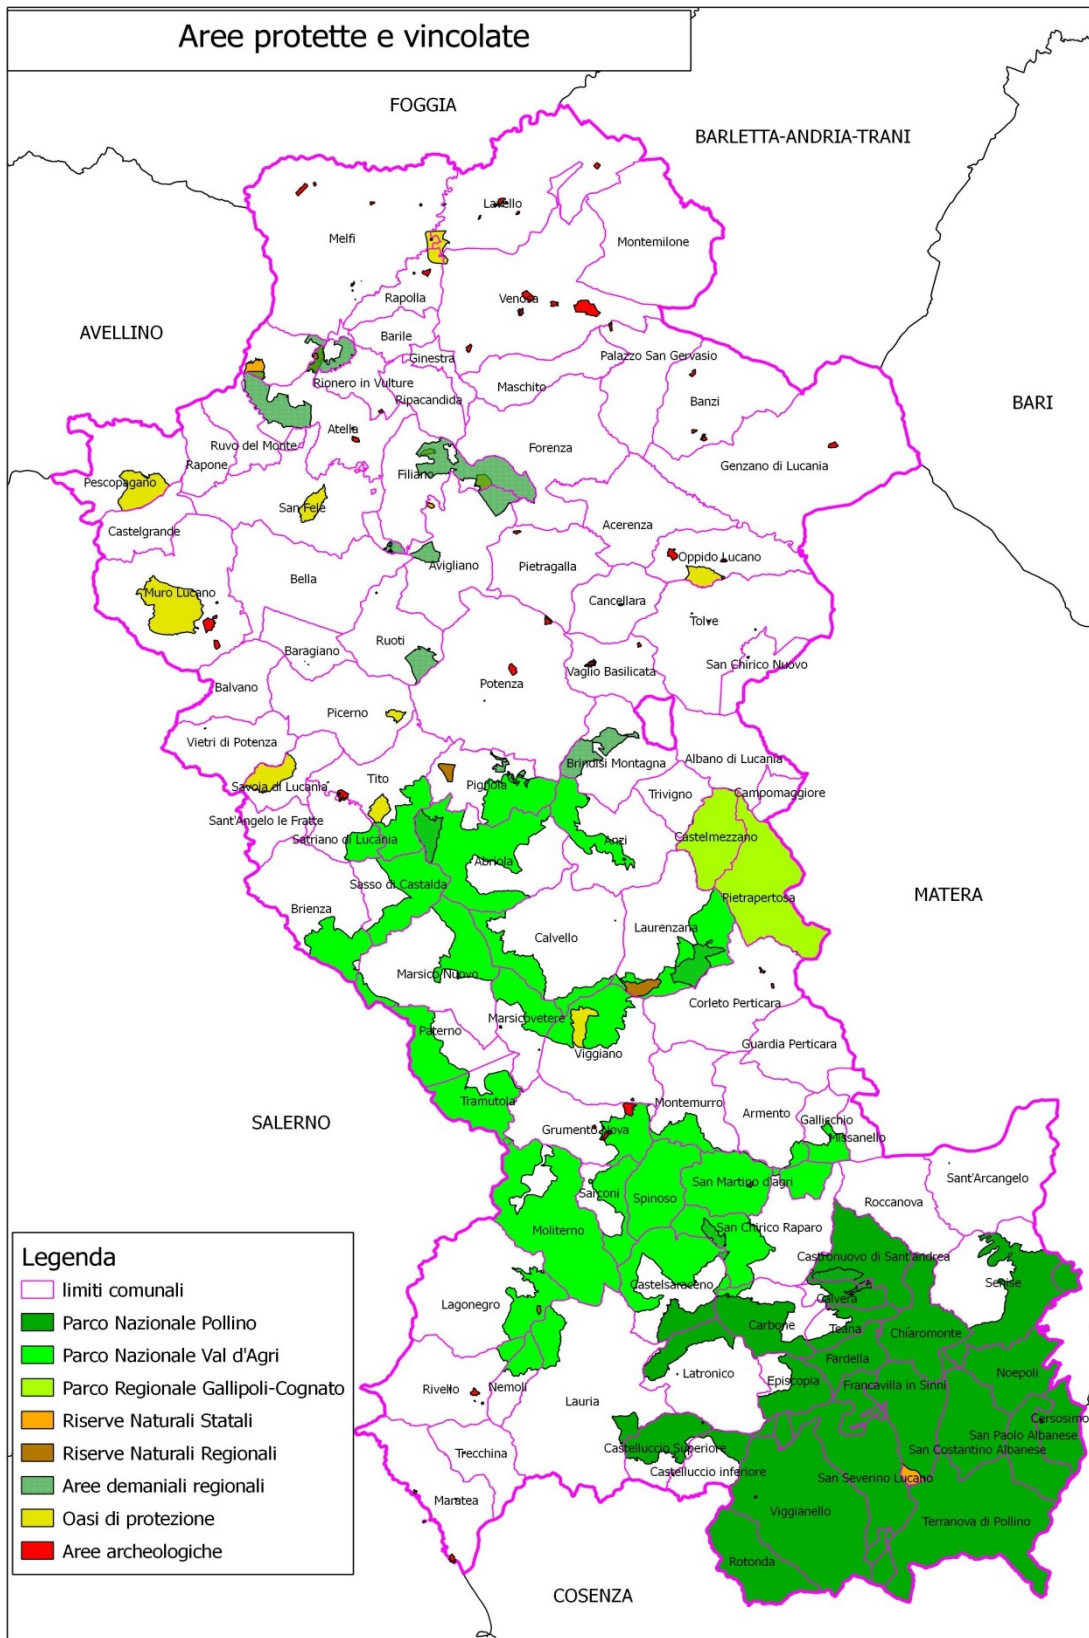 Aree protette e vincolate
FOGGIA
BARLETTA-ANDRIA-TRANI
Lavello
Melfi
Montemilone
Rapolla
Venosa
AVELLINO
Barile
Ginestra
Palazzo San Gervasio
Rionero in Vulture
Maschito
Ripacandida
Banzi
BARI
Atella
Ruvo del Monte
Forenza
Rapone
Filiano
Genzano di Lucania
Pescopagano
San Fele
Castelgrande
Acerenza
Oppido Lucano
Avigliano
Pietragalla
Bella
Muro Lucano
Cancellara
Tolve
Ruoti
Baragiano
San Chirico Nuovo
Vaglio Basilicata
Potenza
Balvano
Picerno
Vietri di Potenza
Albano di Lucania
Brindisi Montagna
Tito
Pignola
Savoia di Lucania
Trivigno
Campomaggiore
Sant'Angelo le Fratte
Satriano di Lucania
Anzi
Castelmezzano
Abriola
Sasso di Castalda
MATERA
Pietrapertosa
Brienza
Laurenzana
Calvello
Marsico Nuovo
Corleto Perticara
Marsicovetere
Paterno
Guardia Perticara
Viggiano
Tramutola
Montemurro
Armento
SALERNO
Gallicchio
Grumento Nova
Missanello
Sant'Arcangelo
San Martino d'agri
Sarconi
Spinoso
Roccanova
San Chirico Raparo
Moliterno
Castronuovo di Sant'andrea
Castelsaraceno
Senise
Calvera
Lagonegro
Carbone
Teana
Chiaromonte
Fardella
Latronico
Noepoli
Episcopia
Francavilla in Sinni
Rivello
Nemoli
Lauria
Cersosimo
San Paolo Albanese
Castelluccio Superiore
San Costantino Albanese
Trecchina
Castelluccio inferiore
San Severino Lucano
Maratea
Viggianello
Terranova di Pollino
Rotonda
COSENZA
Legenda
limiti comunali
Parco Nazionale Pollino
Parco Nazionale Val d'Agri
Parco Regionale Gallipoli-Cognato
Riserve Naturali Statali
Riserve Naturali Regionali
Aree demaniali regionali
Oasi di protezione
Aree archeologiche